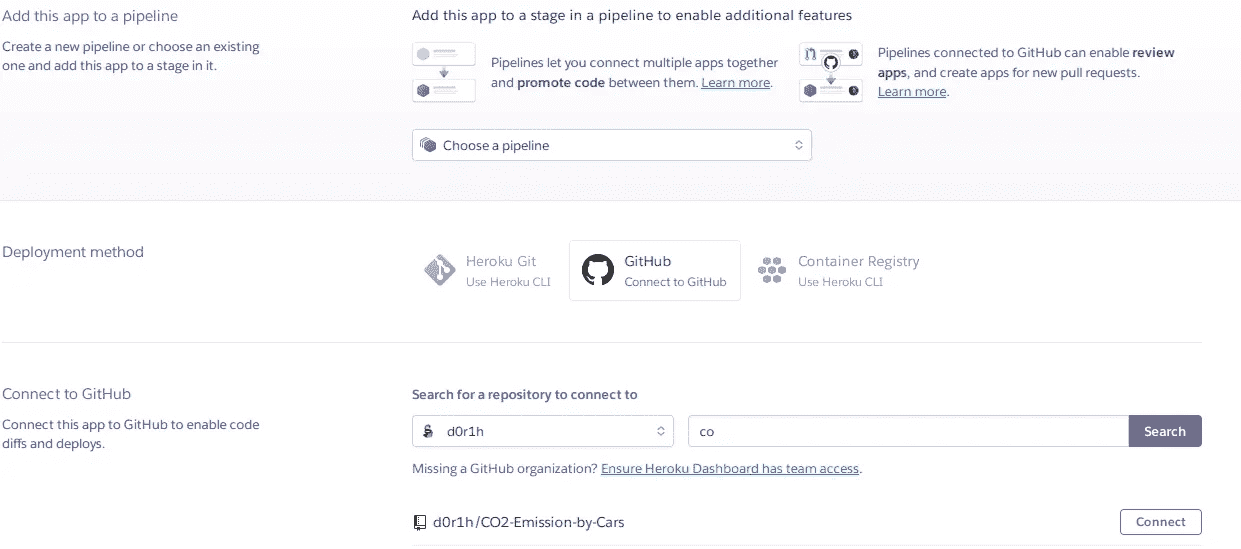 Add this app to a pipeline
Create a new pipeline or choose an existing
one and add this app to a stage in it.
Add this app to a stage in a pipeline to enable additional features
Pipelines let you connect multiple apps together
and promote code between them. Learn more.
Pipelines connected to GitHub can enable review
apps, and create apps for new pull requests.
Learn more.
Choose a pipeline
Deployment method
Heroku Git
Use Heroku CLI
GitHub
Connect to GitHub
Container Registry
Use Heroku CLI
Connect to GitHub
Connect this app to GitHub to enable code
diffs and deploys.
Search for a repository to connect to
d0r1h
co
Search
Missing a GitHub organization? Ensure Heroku Dashboard has team access.
d0r1h/CO2-Emission-by-Cars
Connect